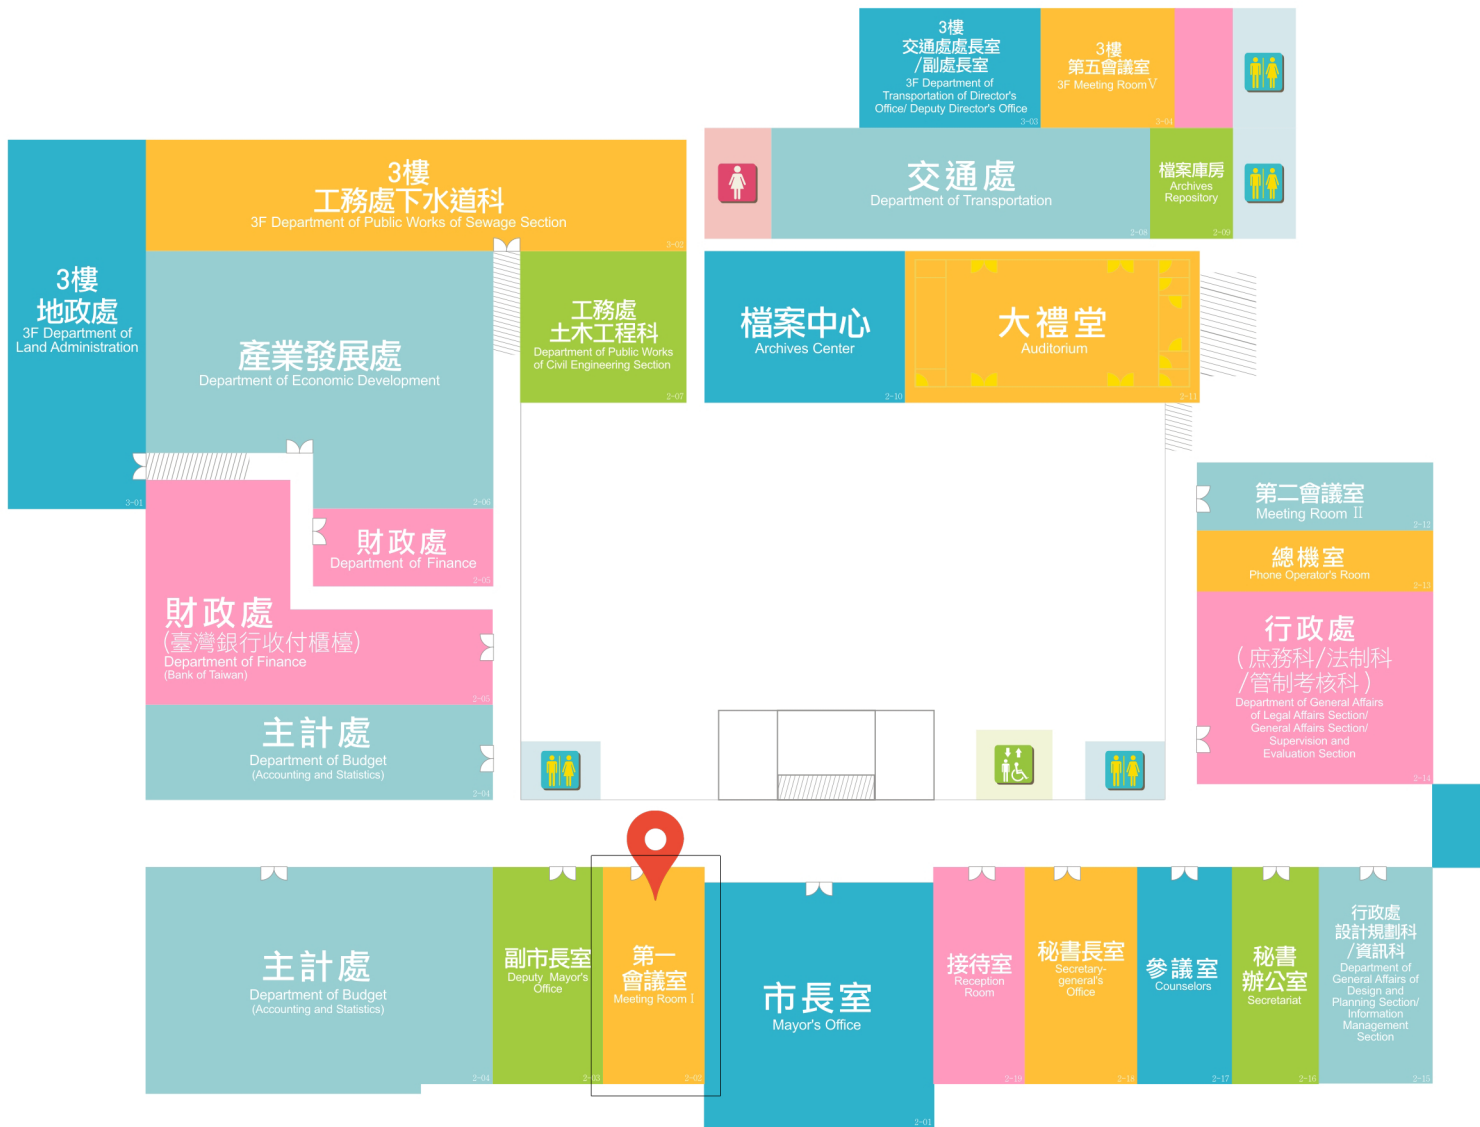 3樓
交通處處長室
/副處長室
3F Department of
Transportation of Director's
Office/ Deputy Director's Office
3-03
3樓
第五會議室
3F Meeting Room Ⅴ
3-04
3樓
工務處下水道科
3F Department of Public Works of Sewage Section
2-02
交通處
Department of Transportation
2-08
檔案庫房
Archives
Repository
2-09
3樓
地政處
3F Department of
Land Administration
3-01
產業發展處
Department of Economic Development
2-06
工務處
土木工程科
Department of Public Works
of Civil Engineering Section
2-07
檔案中心
Archives Center
2-10
大禮堂
Auditorium
2-11
財政處
Department of Finance
2-05
財政處
(臺灣銀行收付櫃檯)
Department of Finance
(Bank of Taiwan)
2-05
主計處
Department of Budget
(Accounting and Statistics)
2-04
第二會議室
Meeting Room Ⅱ
2-12
總機室
Phone Operator's Room
2-13
行政處
(庶務科/法制科
/管制考核科)
Department of General Affairs
of Legal Affairs Section/
General Affairs Section/
Supervision and
Evaluation Section
2-14
主計處
Department of Budget
(Accounting and Statistics)
2-04
副市長室
Deputy Mayor's
Office
2-03
第一
會議室
Meeting Room Ⅰ
2-02
市長室
Mayor's Office
2-01
接待室
Reception
Room
2-19
秘書長室
Secretary-
general's
Office
2-18
參議室
Counselors
2-17
秘書
辦公室
Secretariat
2-16
行政處
設計規劃科
/資訊科
Department of
General Affairs of
Design and
Planning Section/
Information
Management
Section
2-15